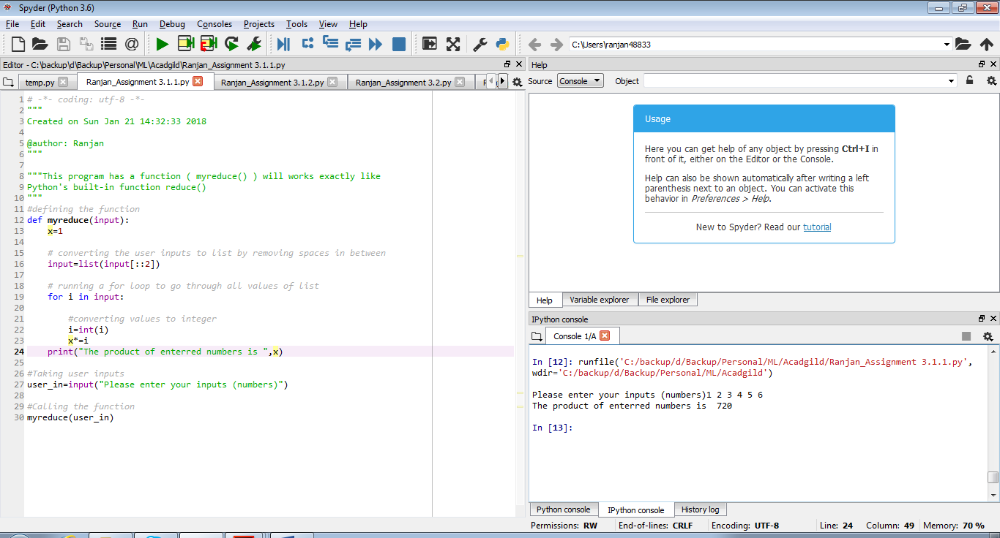 Spyder (Python 3.6)
File Edit Search Source Run Debug Consoles Projects Tools View Help
C:\Users\ranjan48833
Editor - C:\backup\d\Backup\Personal\ML\Acadgild\Ranjan_Assignment 3.1.1.py
temp.py Ranjan_Assignment 3.1.1.py Ranjan_Assignment 3.1.2.py Ranjan_Assignment 3.2.py
1 # -*- coding: utf-8 -*-
2 """
3 Created on Sun Jan 21 14:32:33 2018
4
5 @author: Ranjan
6 """
7
8 """This program has a function ( myreduce() ) will works exactly like
9 Python's built-in function reduce()
10 """
11 #defining the function
12 def myreduce(input):
13     x=1
14
15     # converting the user inputs to list by removing spaces in between
16     input=list(input[::2])
17
18     # running a for loop to go through all values of list
19     for i in input:
20
21         #converting values to integer
22         i=int(i)
23         x*=i
24     print("The product of enterred numbers is ",x)
25
26 #Taking user inputs
27 user_in=input("Please enter your inputs (numbers)")
28
29 #Calling the function
30 myreduce(user_in)
Help
Source Console Object
Usage
Here you can get help of any object by pressing Ctrl+I in
front of it, either on the Editor or the Console.
Help can also be shown automatically after writing a left
parenthesis next to an object. You can activate this
behavior in Preferences > Help.
New to Spyder? Read our tutorial
Help Variable explorer File explorer
IPython console
Console 1/A
In [12]: runfile('C:/backup/d/Backup/Personal/ML/Acadgild/Ranjan_Assignment 3.1.1.py',
wdir='C:/backup/d/Backup/Personal/ML/Acadgild')
Please enter your inputs (numbers)1 2 3 4 5 6
The product of enterred numbers is  720
In [13]:
Python console IPython console History log
Permissions: RW End-of-lines: CRLF Encoding: UTF-8 Line: 24 Column: 49 Memory: 70 %